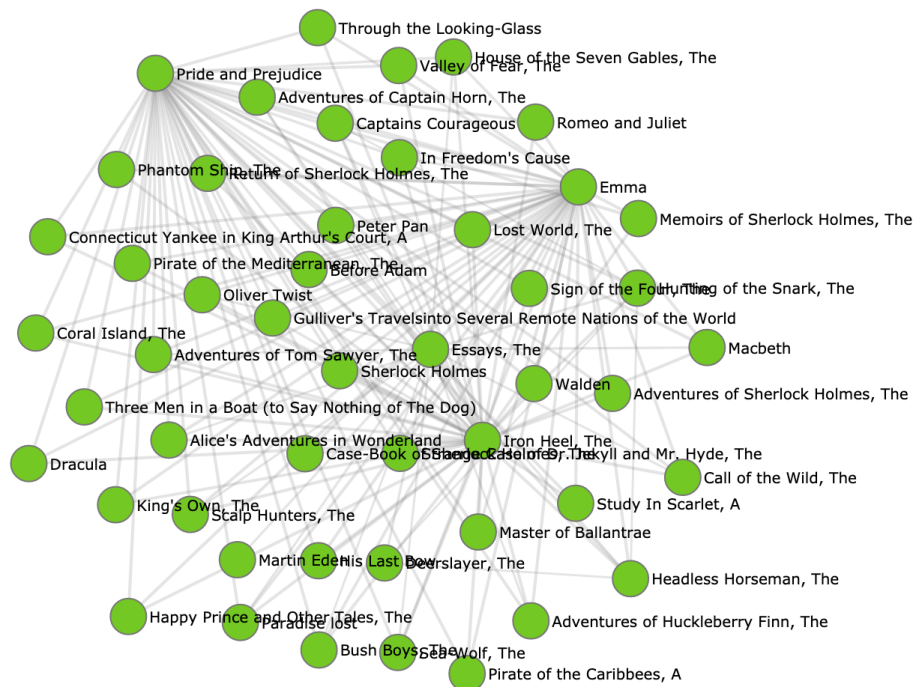 Through the Looking-Glass
House of the Seven Gables, The
Valley of Fear, The
Pride and Prejudice
Adventures of Captain Horn, The
Captains Courageous
Romeo and Juliet
In Freedom's Cause
Phantom Ship, The
Return of Sherlock Holmes, The
Emma
Memoirs of Sherlock Holmes, The
Peter Pan
Lost World, The
Connecticut Yankee in King Arthur's Court, A
Pirate of the Mediterranean, The
Before Adam
Sign of the Four, The
Hunting of the Snark, The
Oliver Twist
Gulliver's Travelsinto Several Remote Nations of the World
Coral Island, The
Essays, The
Macbeth
Adventures of Tom Sawyer, The
Sherlock Holmes
Walden
Adventures of Sherlock Holmes, The
Three Men in a Boat (to Say Nothing of The Dog)
Alice's Adventures in Wonderland
Iron Heel, The
Case-Book of Sherlock Holmes, The
Strange Case of Dr. Jekyll and Mr. Hyde, The
Dracula
Call of the Wild, The
King's Own, The
Study In Scarlet, A
Scalp Hunters, The
Master of Ballantrae
Martin Eden
His Last Bow
Deerslayer, The
Headless Horseman, The
Happy Prince and Other Tales, The
Paradise lost
Adventures of Huckleberry Finn, The
Bush Boys, The
Sea-Wolf, The
Pirate of the Caribbees, A